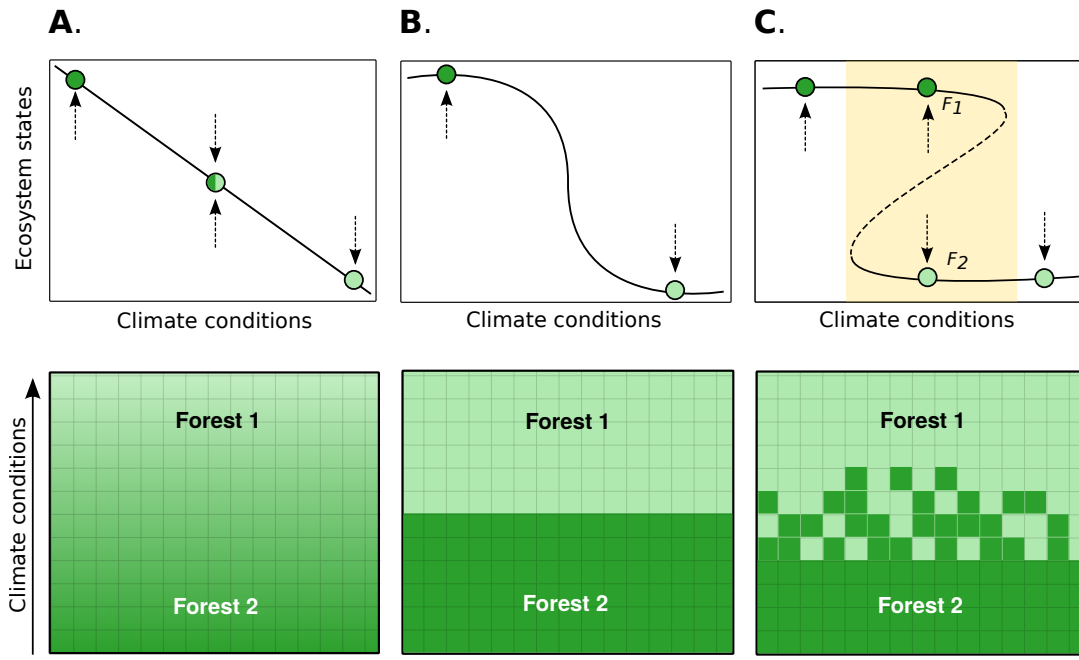 A.
B.
C.
Ecosystem states
F1
F2
Climate conditions
Climate conditions
Climate conditions
Climate conditions
Forest 1
Forest 2
Forest 1
Forest 2
Forest 1
Forest 2